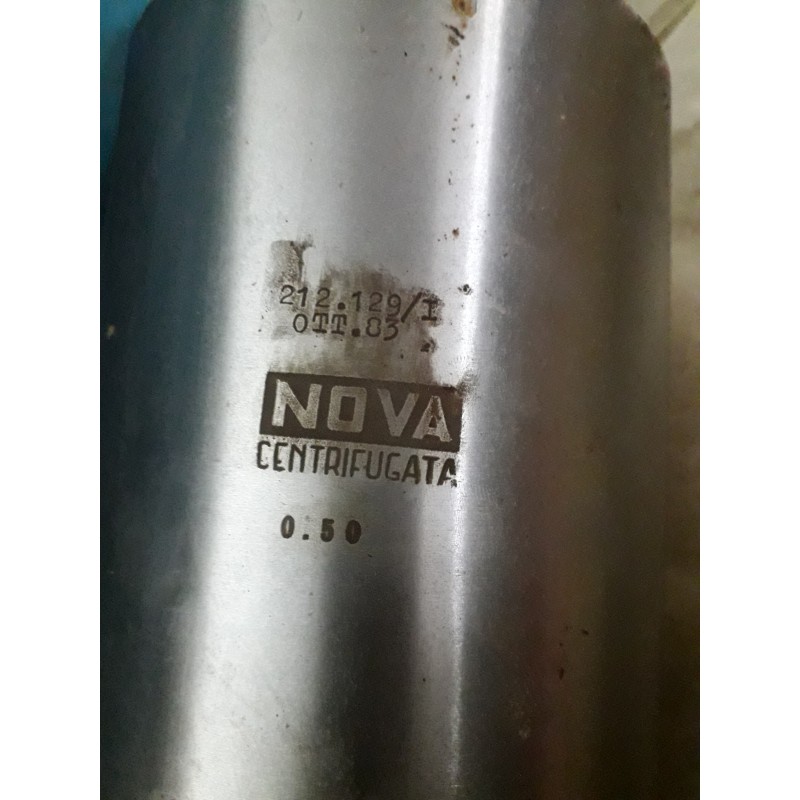 212.129/I
OTT.83
NOVA
CENTRIFUGATA
0.50